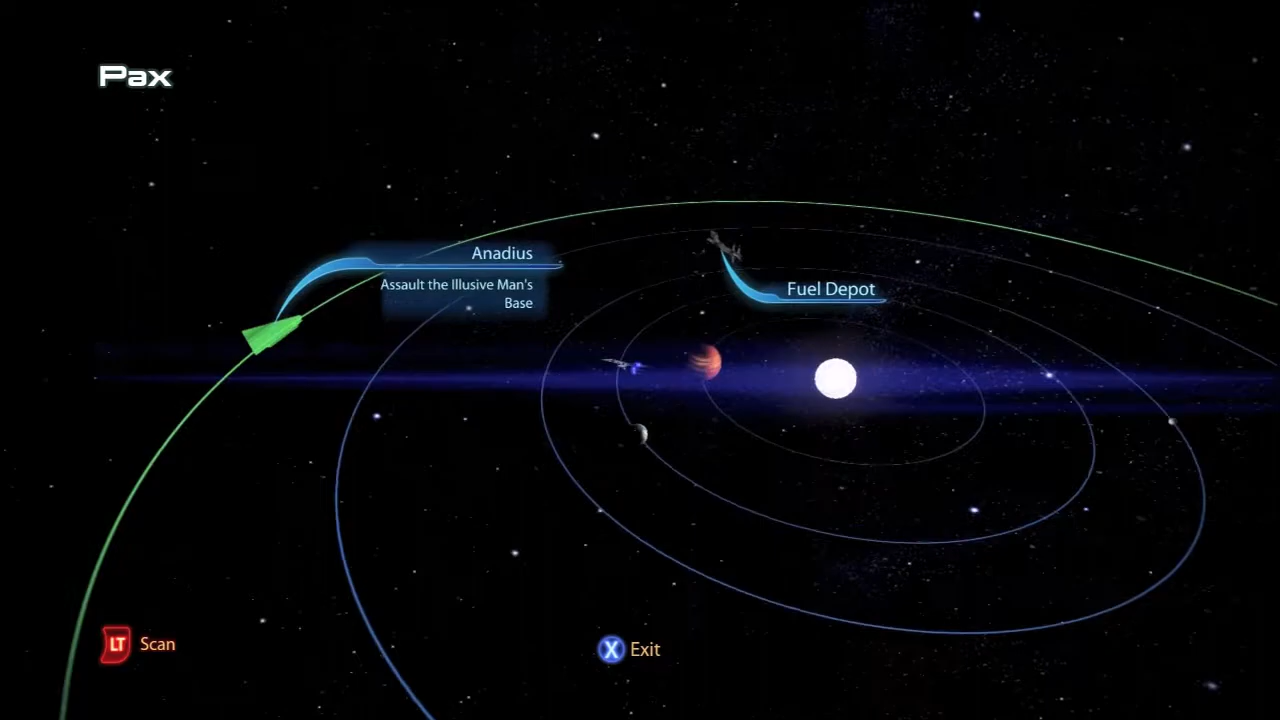 Pax
Anadius
Assault the Illusive Man's
Base
Fuel Depot
LT Scan
X Exit